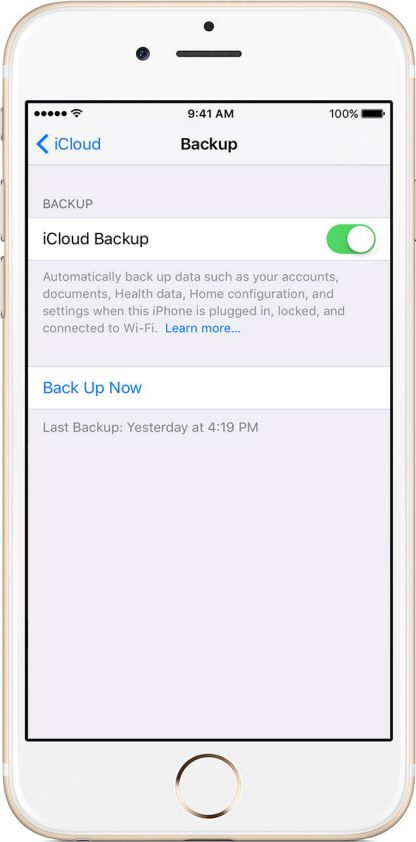 9:41 AM
100%
iCloud
Backup
BACKUP
iCloud Backup
Automatically back up data such as your accounts,
documents, Health data, Home configuration, and
settings when this iPhone is plugged in, locked, and
connected to Wi-Fi. Learn more...
Back Up Now
Last Backup: Yesterday at 4:19 PM